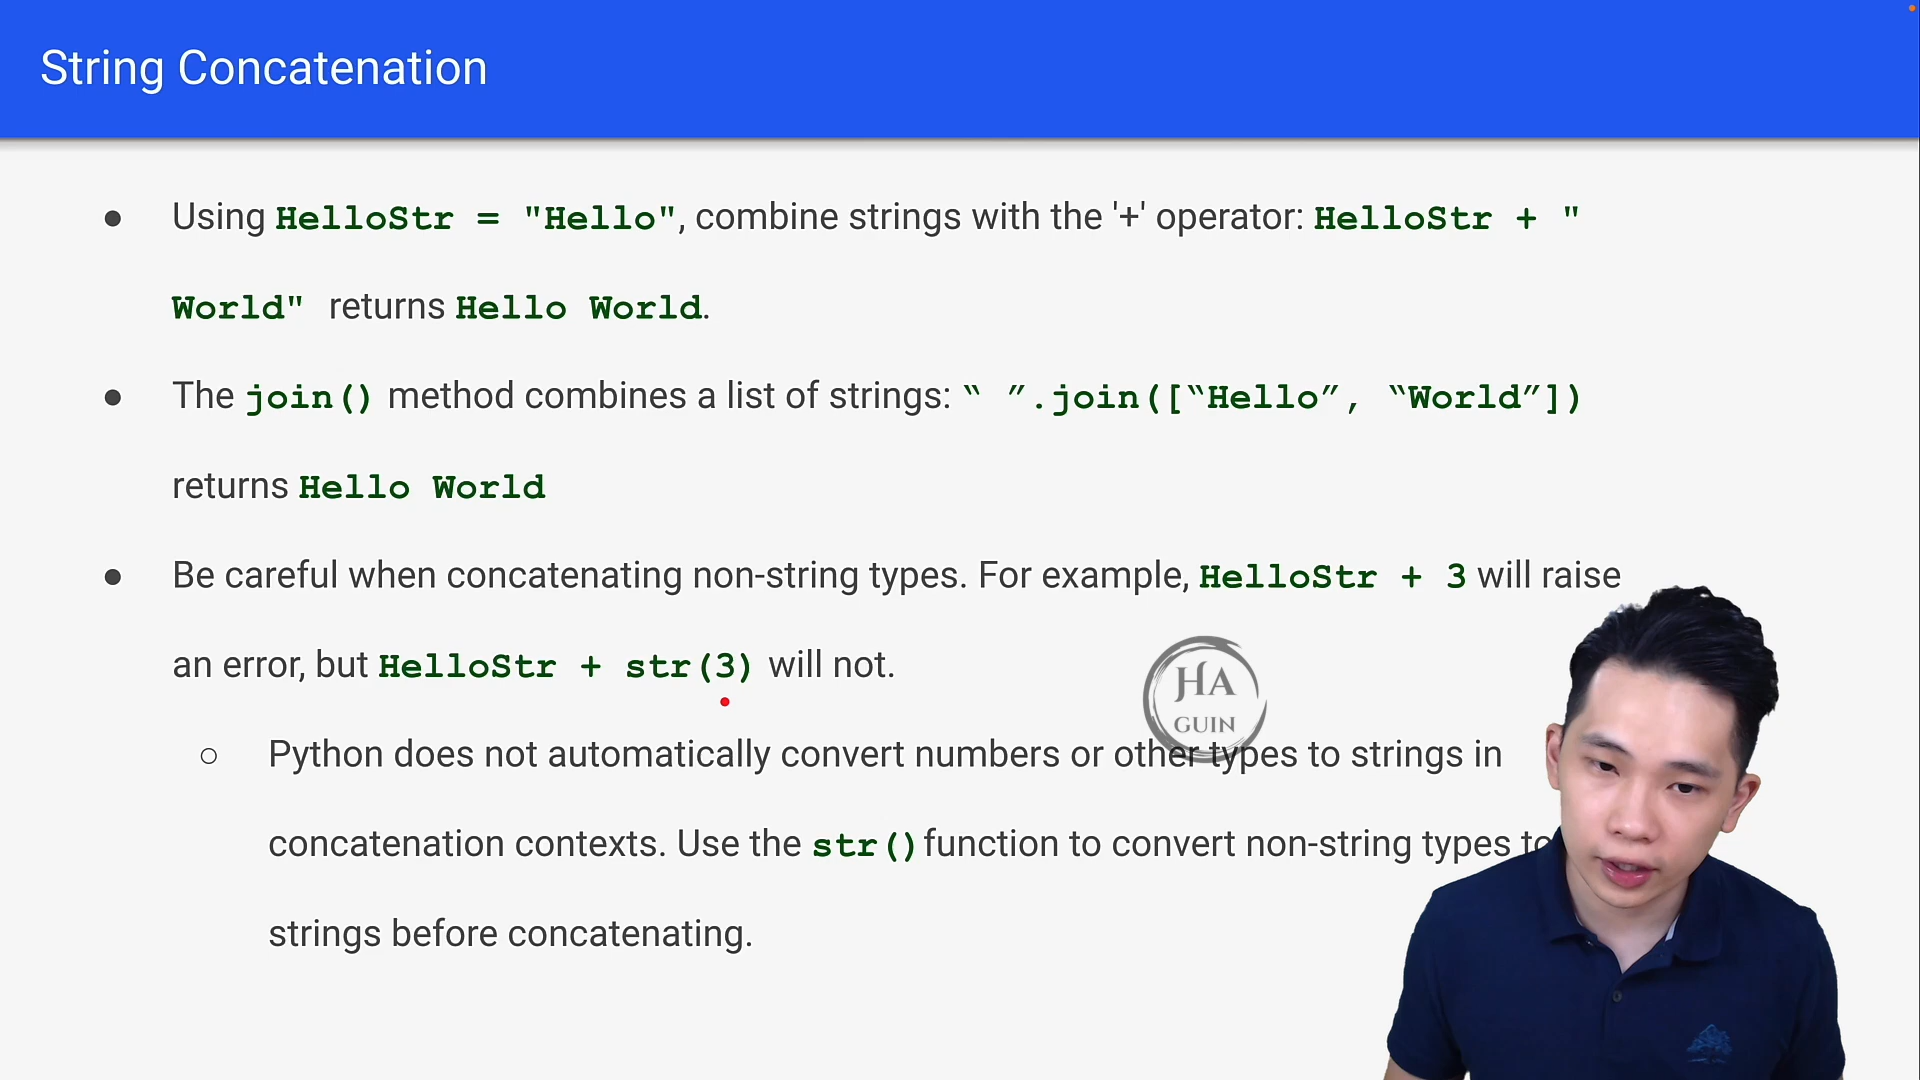 String Concatenation
● Using HelloStr = "Hello", combine strings with the '+' operator: HelloStr + "
World" returns Hello World.
● The join() method combines a list of strings: “ ”.join([“Hello”, “World”])
returns Hello World
● Be careful when concatenating non-string types. For example, HelloStr + 3 will raise
an error, but HelloStr + str(3) will not.
HA
GUIN
○ Python does not automatically convert numbers or other types to strings in
concatenation contexts. Use the str() function to convert non-string types to
strings before concatenating.